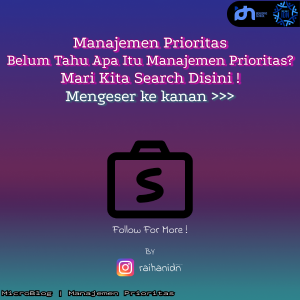 Manajemen Prioritas
Belum Tahu Apa Itu Manajemen Prioritas?
Mari Kita Search Disini !
Mengeser ke kanan >>>
S
Follow For More !
BY
raihanidn
MicroBlog | Manajemen Prioritas